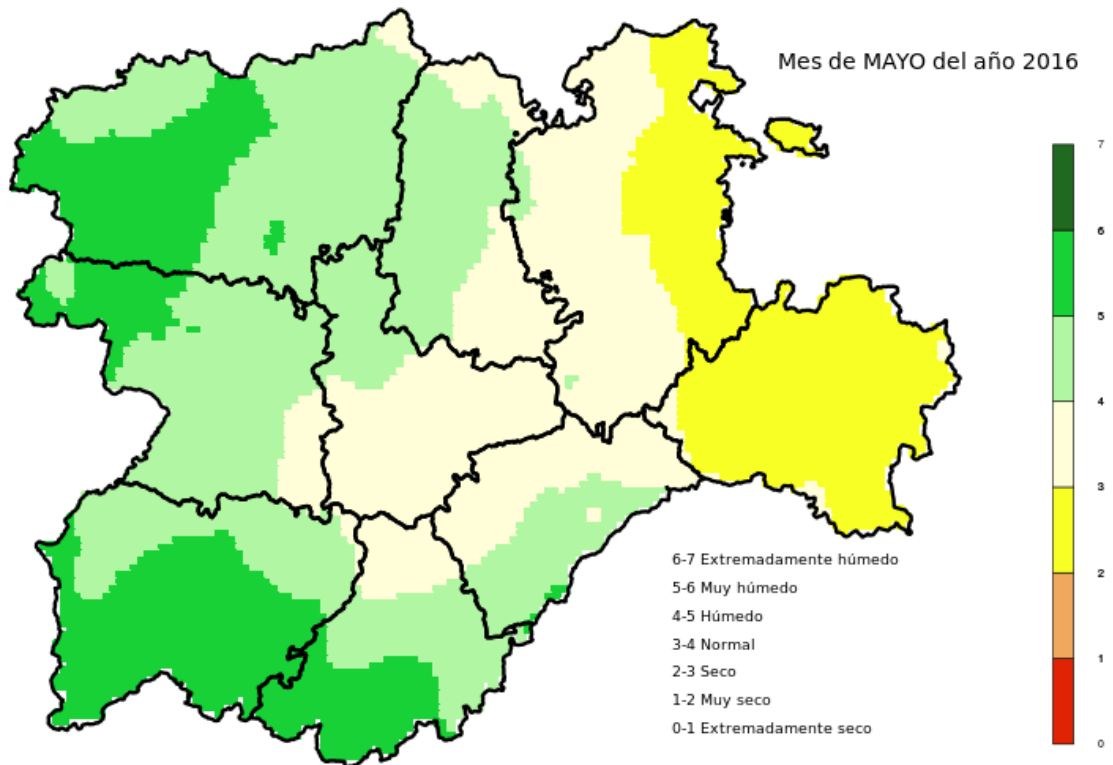 Mes de MAYO del año 2016
7
6
5
4
3
2
1
0
6-7 Extremadamente húmedo
5-6 Muy húmedo
4-5 Húmedo
3-4 Normal
2-3 Seco
1-2 Muy seco
0-1 Extremadamente seco